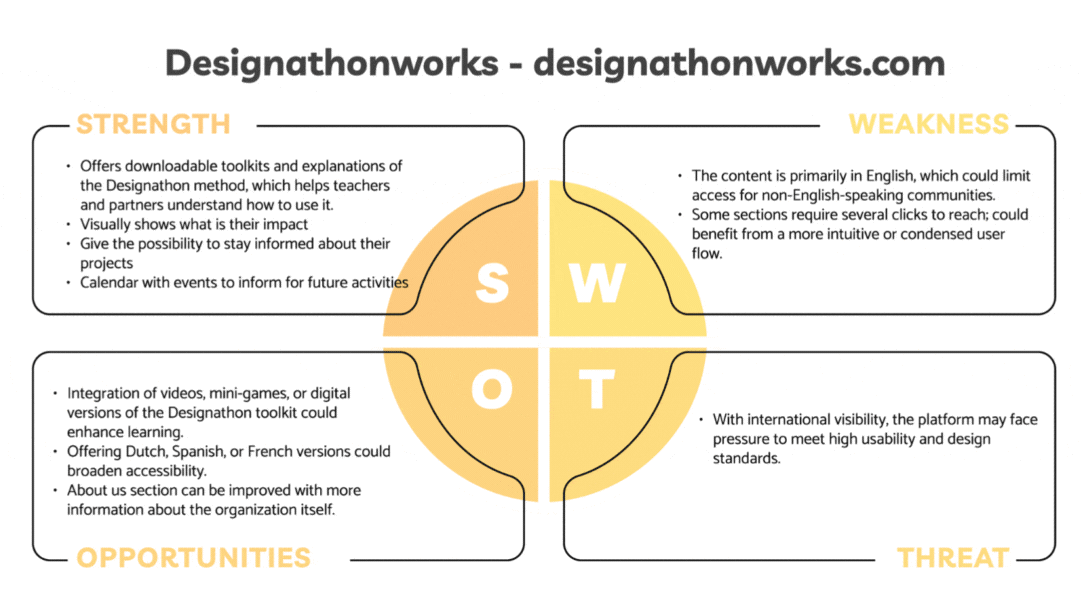 Designathonworks - designathonworks.com
STRENGTH
• Offers downloadable toolkits and explanations of
the Designathon method, which helps teachers
and partners understand how to use it.
• Visually shows what is their impact
• Give the possibility to stay informed about their
projects
• Calendar with events to inform for future activities
WEAKNESS
• The content is primarily in English, which could limit
access for non-English-speaking communities.
• Some sections require several clicks to reach; could
benefit from a more intuitive or condensed user
flow.
S
W
O
T
• Integration of videos, mini-games, or digital
versions of the Designathon toolkit could
enhance learning.
• Offering Dutch, Spanish, or French versions could
broaden accessibility.
• About us section can be improved with more
information about the organization itself.
OPPORTUNITIES
• With international visibility, the platform may face
pressure to meet high usability and design
standards.
THREAT